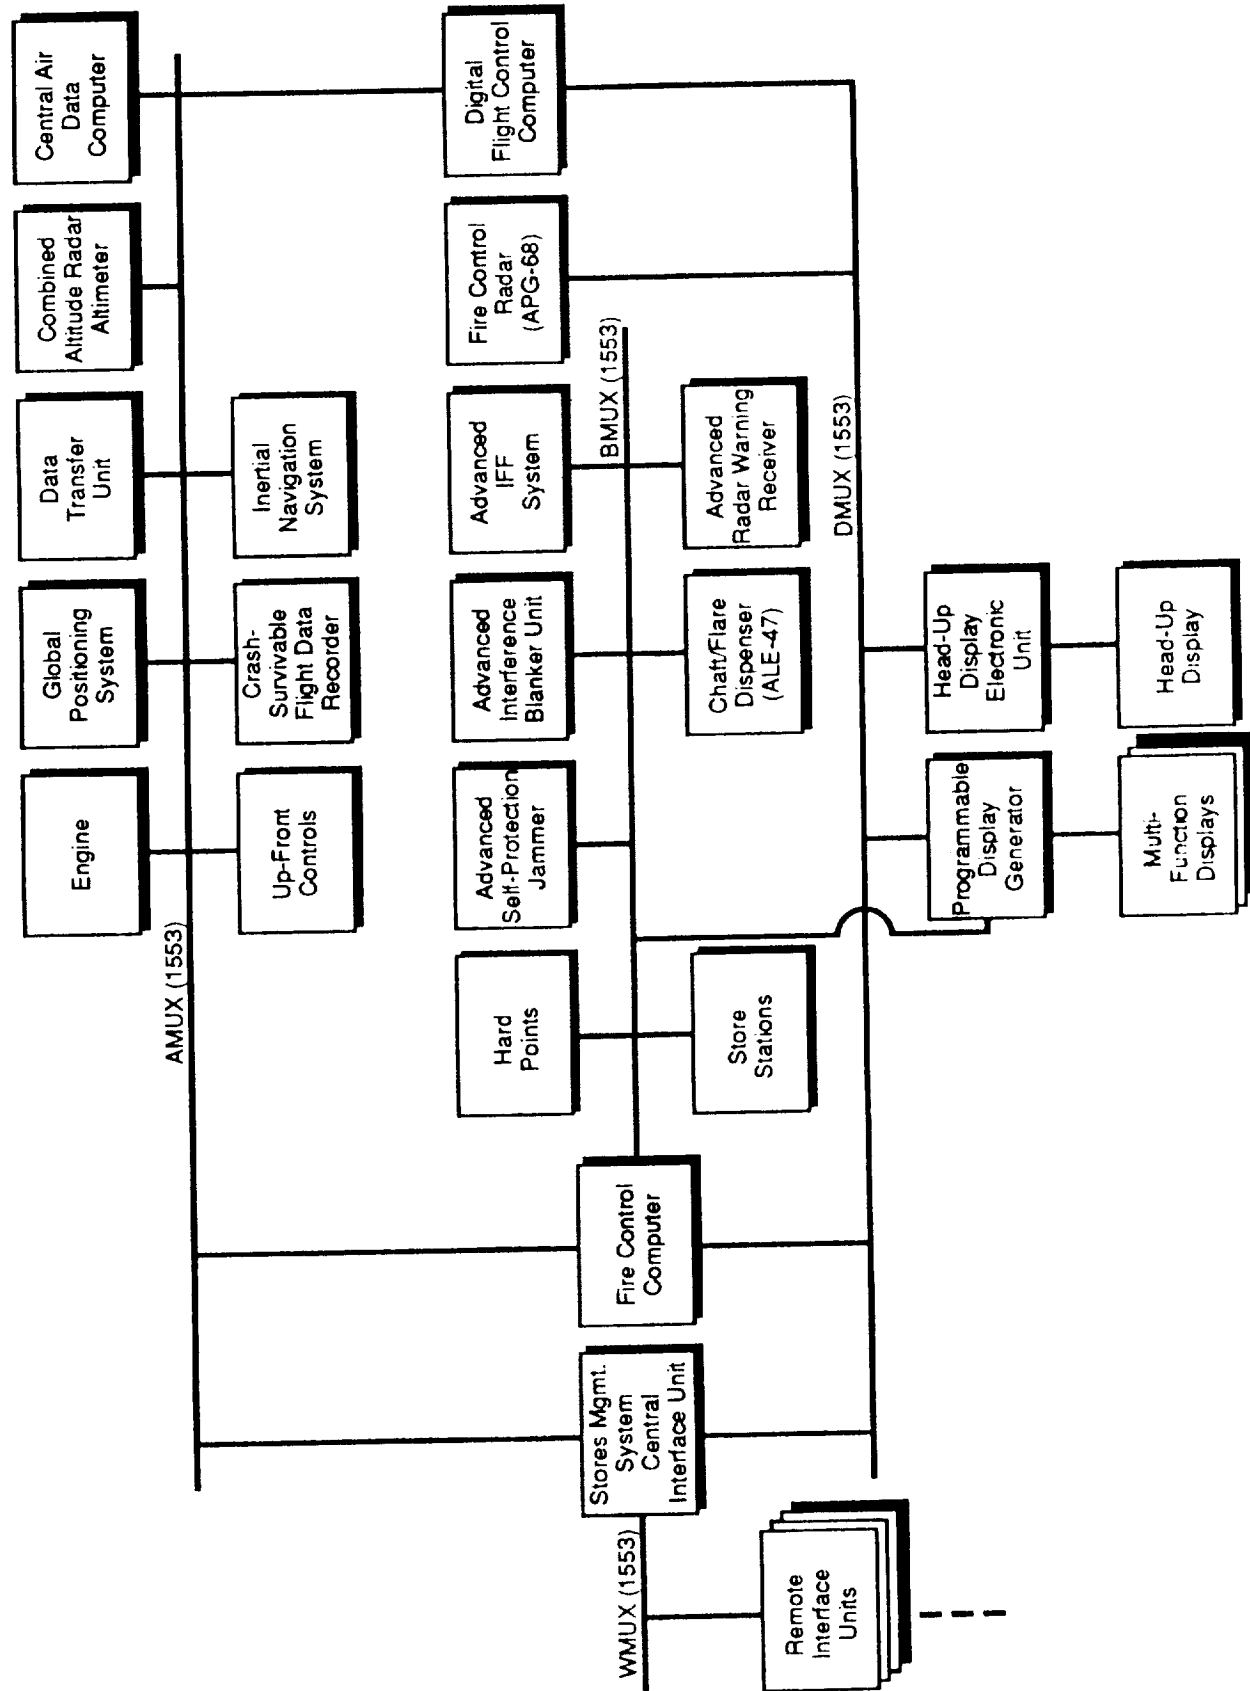 Engine
Global
Positioning
System
Data
Transfer
Unit
Combined
Altitude Radar
Altimeter
Central Air
Data
Computer
AMUX (1553)
Up-Front
Controls
Crash-
Survivable
Flight Data
Recorder
Inertial
Navigation
System
Hard
Points
Advanced
Self-Protection
Jammer
Advanced
Interference
Blanker Unit
Advanced
IFF
System
Fire Control
Radar
(APG-68)
Digital
Flight Control
Computer
BMUX (1553)
Stores Mgmt.
System
Central
Interface Unit
Fire Control
Computer
Store
Stations
Chaff/Flare
Dispenser
(ALE-47)
Advanced
Radar Warning
Receiver
WMUX (1553)
DMUX (1553)
Remote
Interface
Units
Programmable
Display
Generator
Head-Up
Display
Electronic
Unit
Multi-
Function
Displays
Head-Up
Display